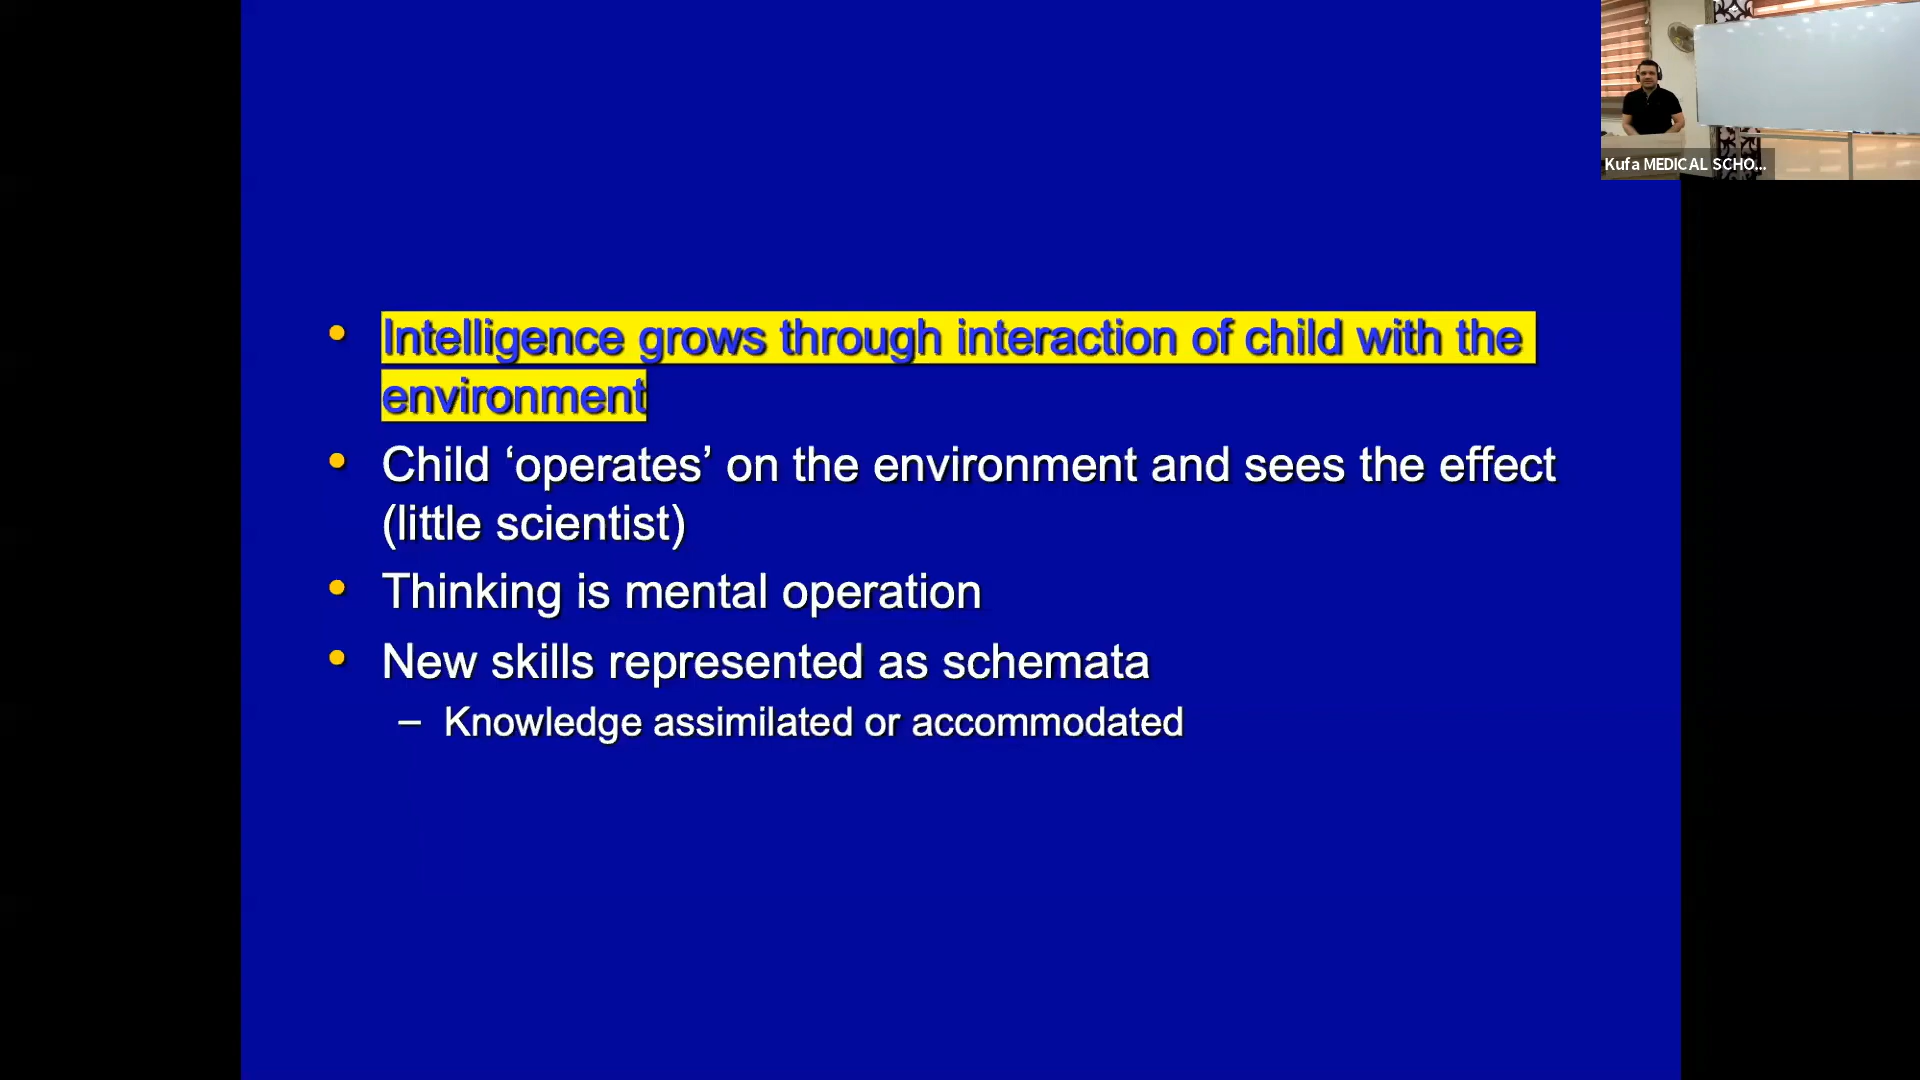 Kufa MEDICAL SCHO...
• Intelligence grows through interaction of child with the
environment
• Child ‘operates’ on the environment and sees the effect
(little scientist)
• Thinking is mental operation
• New skills represented as schemata
– Knowledge assimilated or accommodated